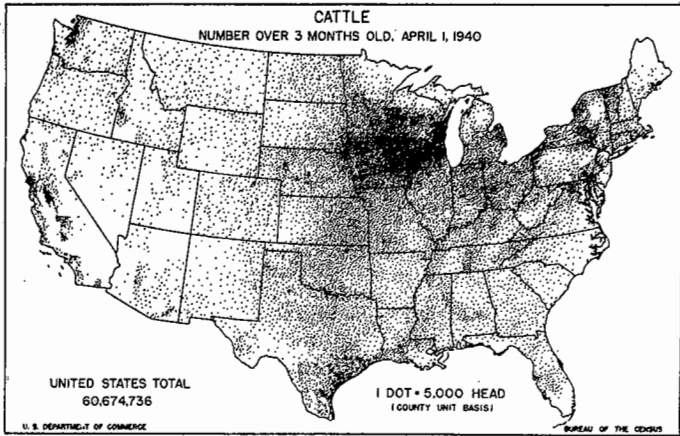 CATTLE
NUMBER OVER 3 MONTHS OLD, APRIL 1, 1940
UNITED STATES TOTAL
60,674,736
1 DOT = 5,000 HEAD
(COUNTY UNIT BASIS)
U. S. DEPARTMENT OF COMMERCE
BUREAU OF THE CENSUS